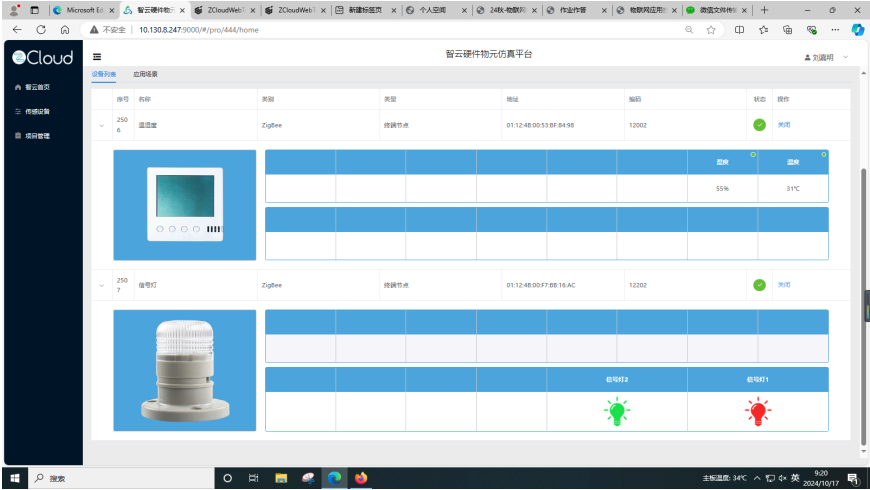 Microsoft Ed
智云硬件物元
ZCloudWebT
ZCloudWebT
新建标签页
个人空间
24秋-物联网
作业作答
物联网应用
微信文件传
不安全 10.130.8.247:9000/#/pro/444/home
Cloud
智云硬件物元仿真平台
刘嘉明
智云首页
传感设备
项目管理
设备列表 应用场景
序号 名称 类别 类型 地址 编码 状态 操作
2506 温湿度 ZigBee 终端节点 01:12:4B:00:53:BF:84:98 12002 关闭
湿度 温度
55% 31℃
2507 信号灯 ZigBee 终端节点 01:12:4B:00:F7:BB:16:AC 12202 关闭
信号灯2 信号灯1
搜索
主板温度: 34℃
英
9:20
2024/10/17